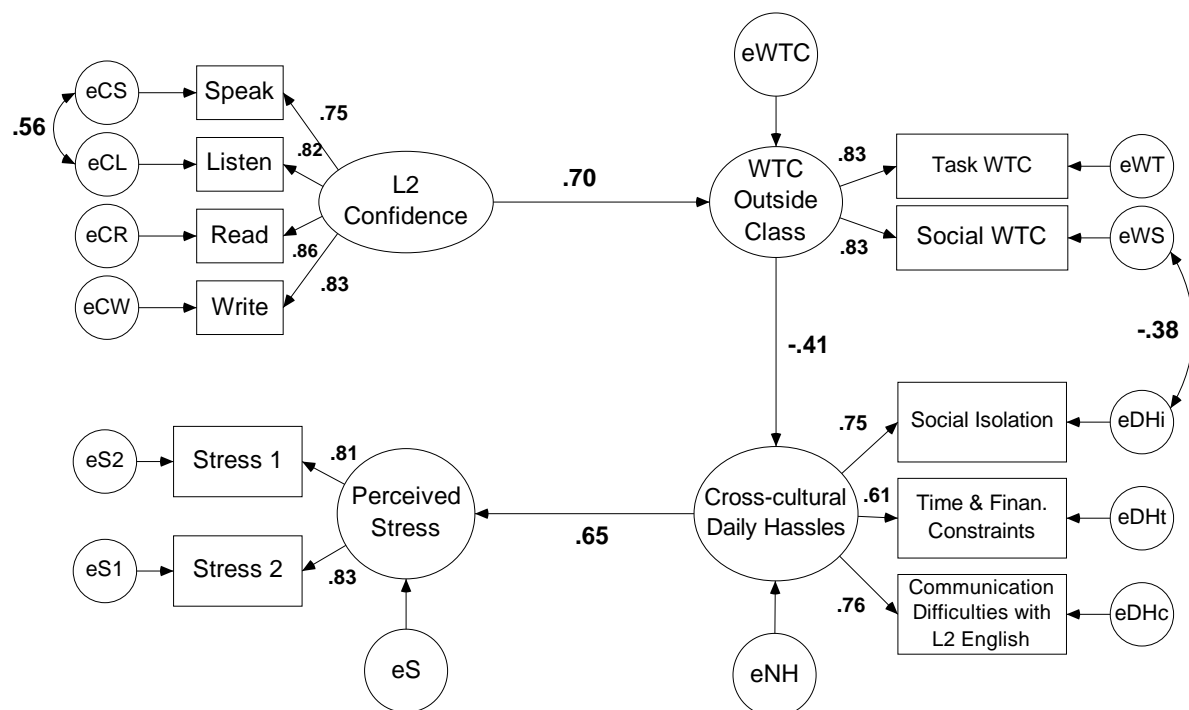 eWTC
eCS
Speak
.75
.56
eCL
Listen
.82
L2
Confidence
.70
WTC
Outside
Class
.83
Task WTC
eWT
eCR
Read
.86
.83
Social WTC
eWS
eCW
Write
.83
-.41
-.38
.75
Social Isolation
eDHi
eS2
Stress 1
.81
Perceived
Stress
.65
Cross-cultural
Daily Hassles
.61
Time & Finan.
Constraints
eDHt
eS1
Stress 2
.83
.76
Communication
Difficulties with
L2 English
eDHc
eS
eNH